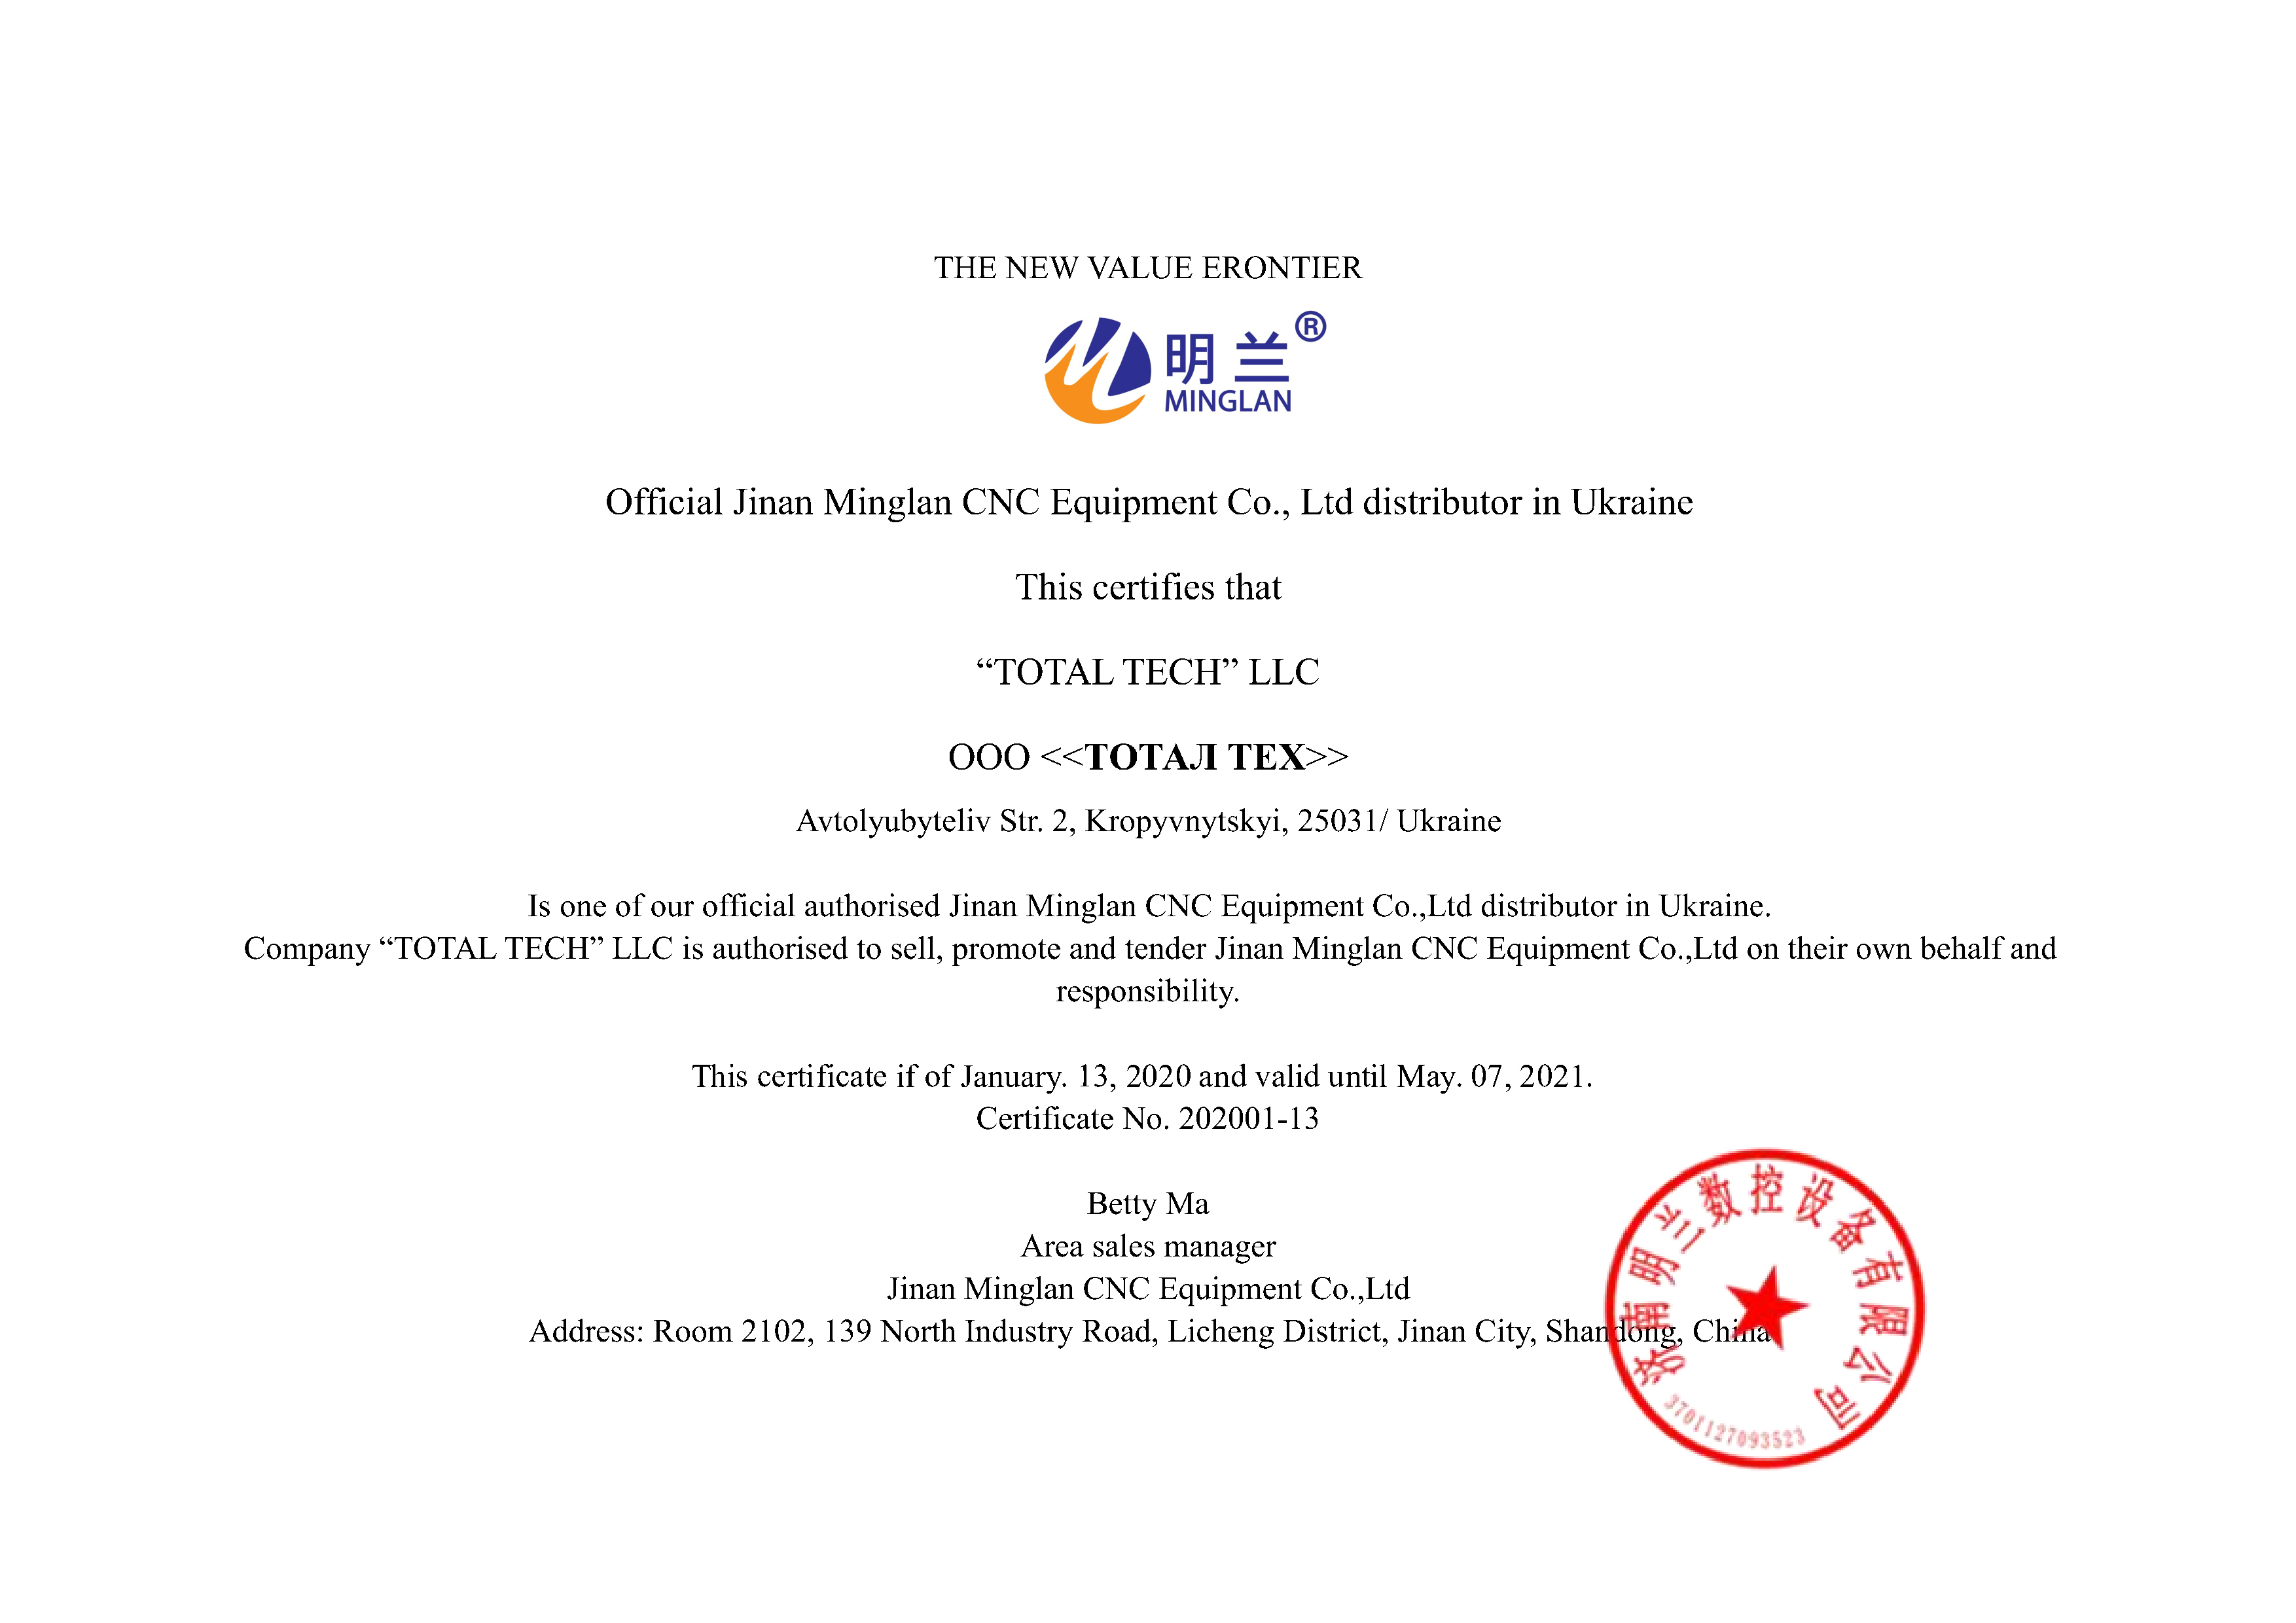 THE NEW VALUE ERONTIER
明兰®
MINGLAN
Official Jinan Minglan CNC Equipment Co., Ltd distributor in Ukraine
This certifies that
“TOTAL TECH” LLC
ООО <<ТОТАЛ ТЕХ>>
Avtolyubyteliv Str. 2, Kropyvnytskyi, 25031/ Ukraine
Is one of our official authorised Jinan Minglan CNC Equipment Co.,Ltd distributor in Ukraine.
Company “TOTAL TECH” LLC is authorised to sell, promote and tender Jinan Minglan CNC Equipment Co.,Ltd on their own behalf and
responsibility.
This certificate if of January. 13, 2020 and valid until May. 07, 2021.
Certificate No. 202001-13
Betty Ma
Area sales manager
Jinan Minglan CNC Equipment Co.,Ltd
Address: Room 2102, 139 North Industry Road, Licheng District, Jinan City, Shandong, China
济南明兰数控设备有限公司
3701127093523